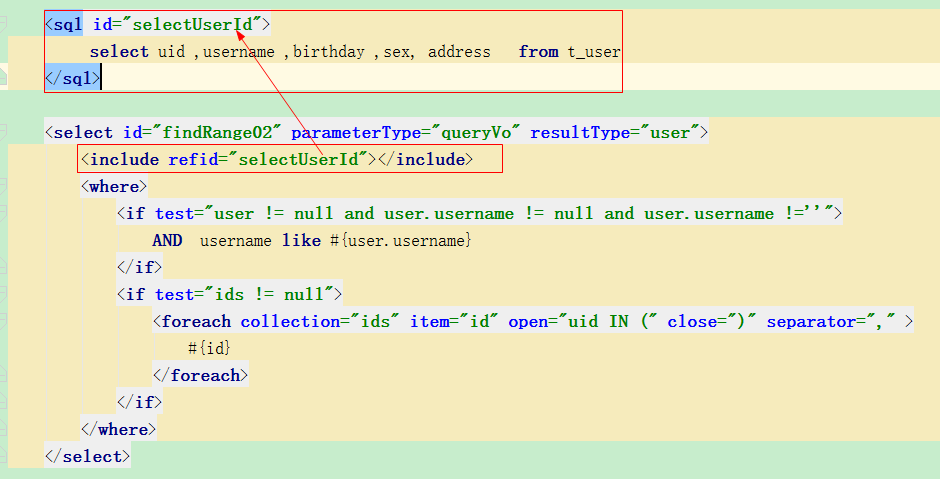 <sql id="selectUserId">
select uid ,username ,birthday ,sex, address   from t_user
</sql>
<select id="findRange02" parameterType="queryVo" resultType="user">
<include refid="selectUserId"></include>
<where>
<if test="user != null and user.username != null and user.username !=''">
AND  username like #{user.username}
</if>
<if test="ids != null">
<foreach collection="ids" item="id" open="uid IN (" close=")" separator="," >
#{id}
</foreach>
</if>
</where>
</select>